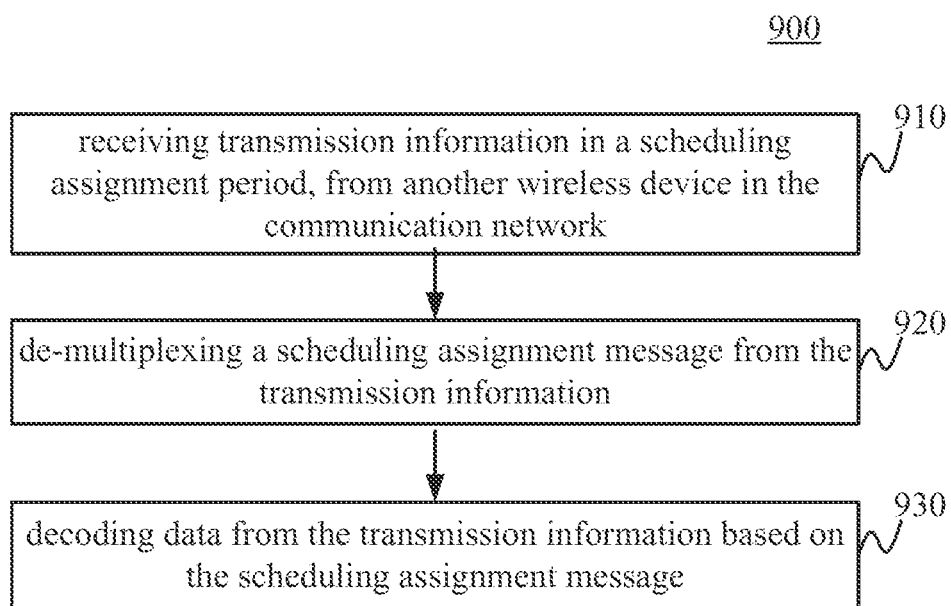 900
910
receiving transmission information in a scheduling
assignment period, from another wireless device in the
communication network
920
de-multiplexing a scheduling assignment message from the
transmission information
930
decoding data from the transmission information based on
the scheduling assignment message